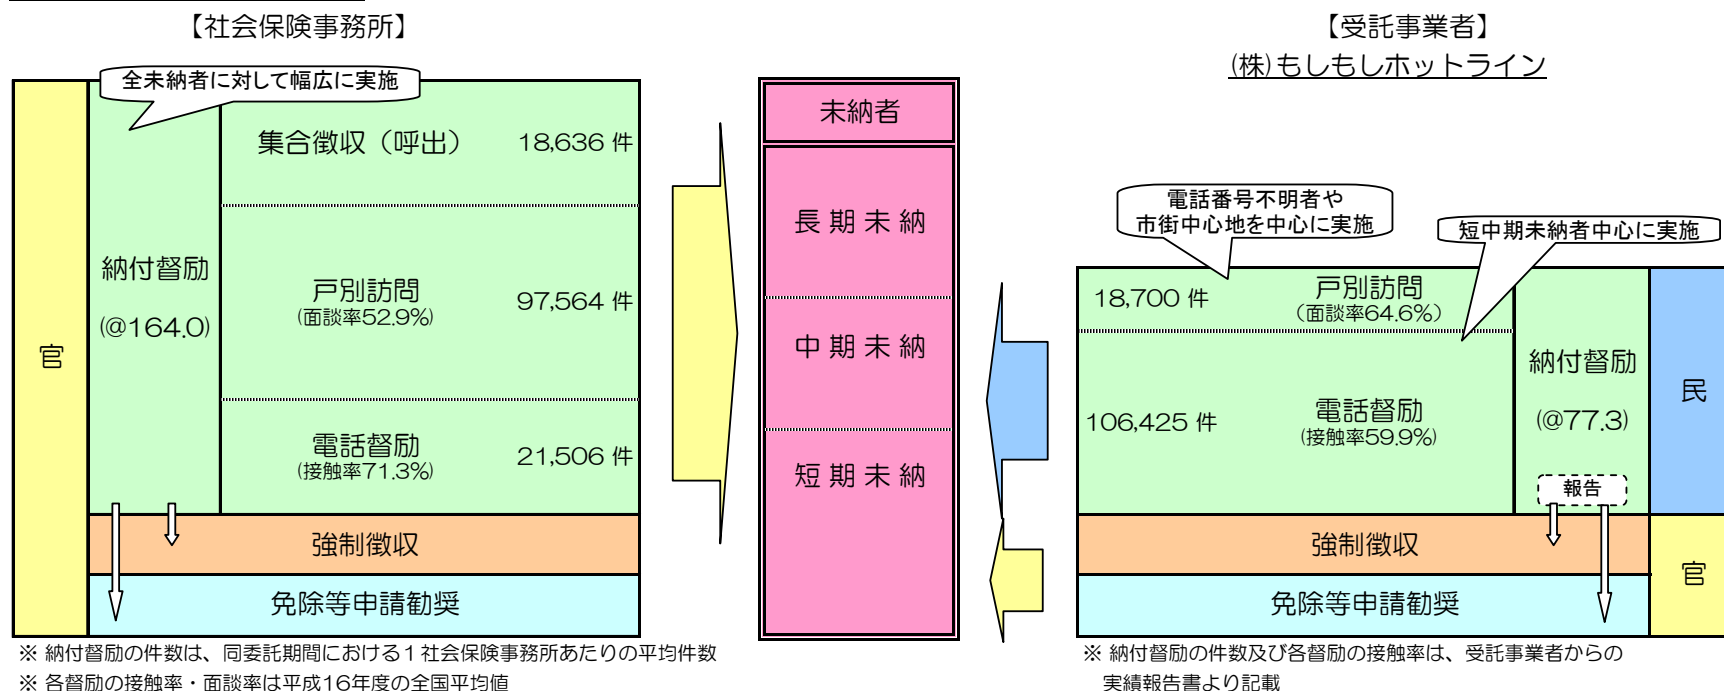 【社会保険事務所】
全未納者に対して幅広に実施
官
納付督励
(@164.0)
集合徴収（呼出） 18,636 件
戸別訪問
(面談率52.9%)
97,564 件
電話督励
(接触率71.3%)
21,506 件
強制徴収
免除等申請勧奨
※ 納付督励の件数は、同委託期間における１社会保険事務所あたりの平均件数
※ 各督励の接触率・面談率は平成16年度の全国平均値
未納者
長 期 未 納
中 期 未 納
短 期 未 納
【受託事業者】
(株)もしもしホットライン
電話番号不明者や
市街中心地を中心に実施
短中期未納者中心に実施
18,700 件
戸別訪問
（面談率64.6%）
106,425 件
電話督励
(接触率59.9%)
納付督励
(@77.3)
報告
民
強制徴収
免除等申請勧奨
官
※ 納付督励の件数及び各督励の接触率は、受託事業者からの
実績報告書より記載